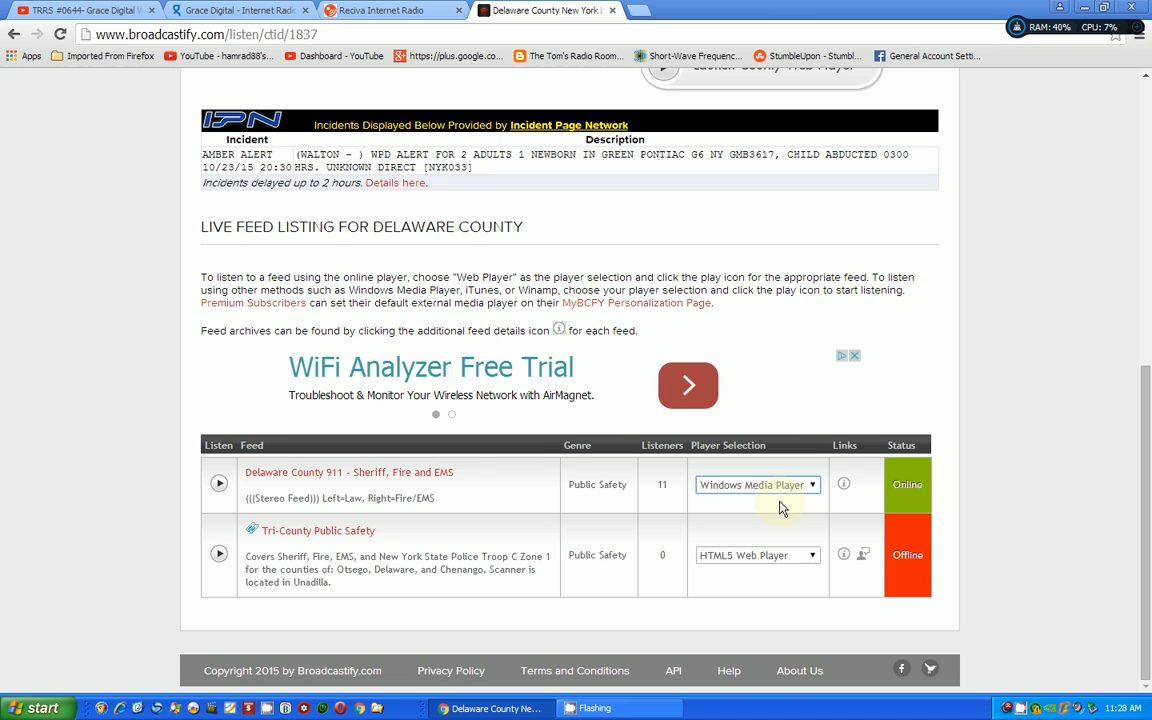 TRRS #0644- Grace Digital W
Grace Digital - Internet Radi
Reciva Internet Radio
Delaware County New York L
www.broadcastify.com/listen/ctid/1837
RAM: 40% CPU: 7%
Apps
Imported From Firefox
YouTube - hamrad88's...
Dashboard - YouTube
https://plus.google.co...
The Tom's Radio Room...
Short-Wave Frequenc...
StumbleUpon - Stumbl...
General Account Setti...
Launch County Web Player
IPN Incidents Displayed Below Provided by Incident Page Network
Incident Description
AMBER ALERT (WALTON - ) WPD ALERT FOR 2 ADULTS 1 NEWBORN IN GREEN PONTIAC G6 NY GMB3617, CHILD ABDUCTED 0300
10/23/15 20:30 HRS. UNKNOWN DIRECT [NYK033]
Incidents delayed up to 2 hours. Details here.
LIVE FEED LISTING FOR DELAWARE COUNTY
To listen to a feed using the online player, choose "Web Player" as the player selection and click the play icon for the appropriate feed. To listen
using other methods such as Windows Media Player, iTunes, or Winamp, choose your player selection and click the play icon to start listening.
Premium Subscribers can set their default external media player on their MyBCFY Personalization Page.
Feed archives can be found by clicking the additional feed details icon for each feed.
WiFi Analyzer Free Trial
Troubleshoot & Monitor Your Wireless Network with AirMagnet.
Listen Feed Genre Listeners Player Selection Links Status
Delaware County 911 - Sheriff, Fire and EMS
(((Stereo Feed))) Left=Law, Right=Fire/EMS
Public Safety
11
Windows Media Player
Online
Tri-County Public Safety
Covers Sheriff, Fire, EMS, and New York State Police Troop C Zone 1
for the counties of: Otsego, Delaware, and Chenango. Scanner is
located in Unadilla.
Public Safety
0
HTML5 Web Player
Offline
Copyright 2015 by Broadcastify.com Privacy Policy Terms and Conditions API Help About Us
start
Delaware County Ne...
Flashing
11:28 AM